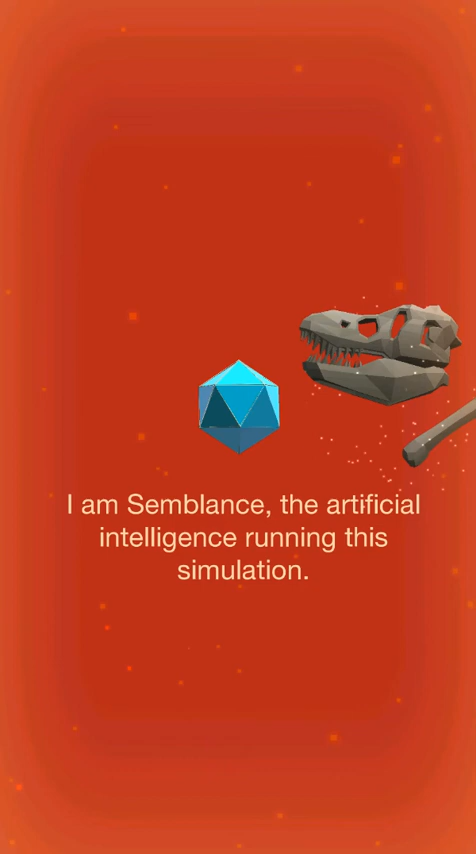 I am Semblance, the artificial
intelligence running this
simulation.